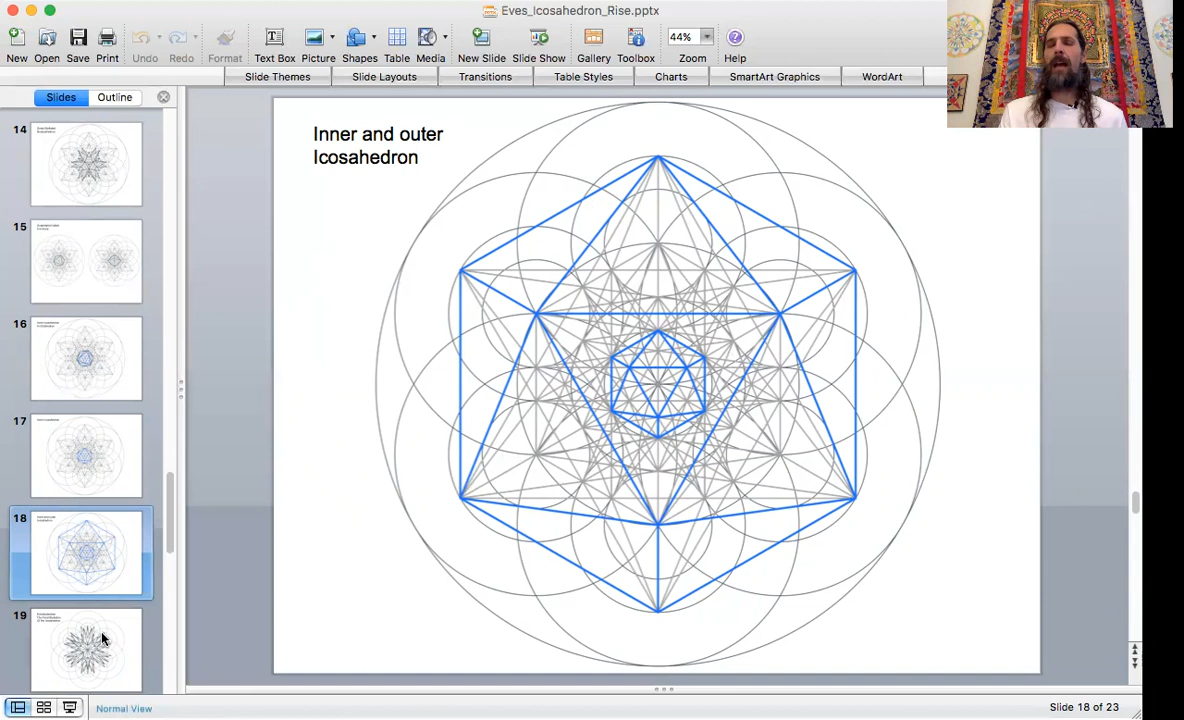 Eves_Icosahedron_Rise.pptx
New Open Save Print Undo Redo Format Text Box Picture Shapes Table Media New Slide Slide Show Gallery Toolbox 44% Zoom Help
Slide Themes Slide Layouts Transitions Table Styles Charts SmartArt Graphics WordArt
Slides Outline
Inner and outer
Icosahedron
14
15
16
17
18
19
Normal View
Slide 18 of 23